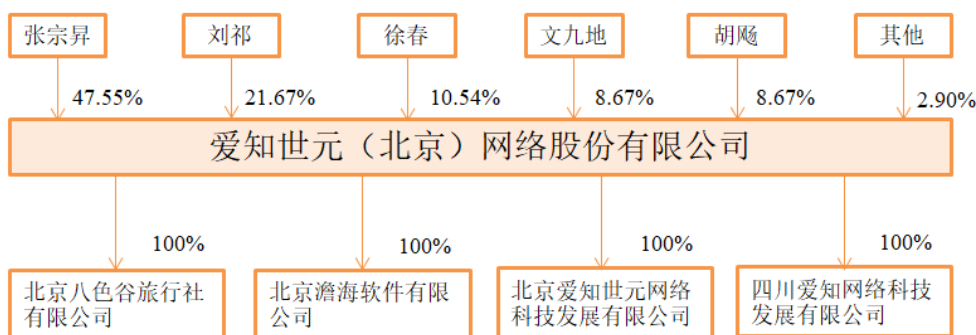 张宗昇
刘祁
徐春
文九地
胡飏
其他
47.55%
21.67%
10.54%
8.67%
8.67%
2.90%
爱知世元（北京）网络股份有限公司
100%
100%
100%
100%
北京八色谷旅行社
有限公司
北京澹海软件有限
公司
北京爱知世元网络
科技发展有限公司
四川爱知网络科技
发展有限公司